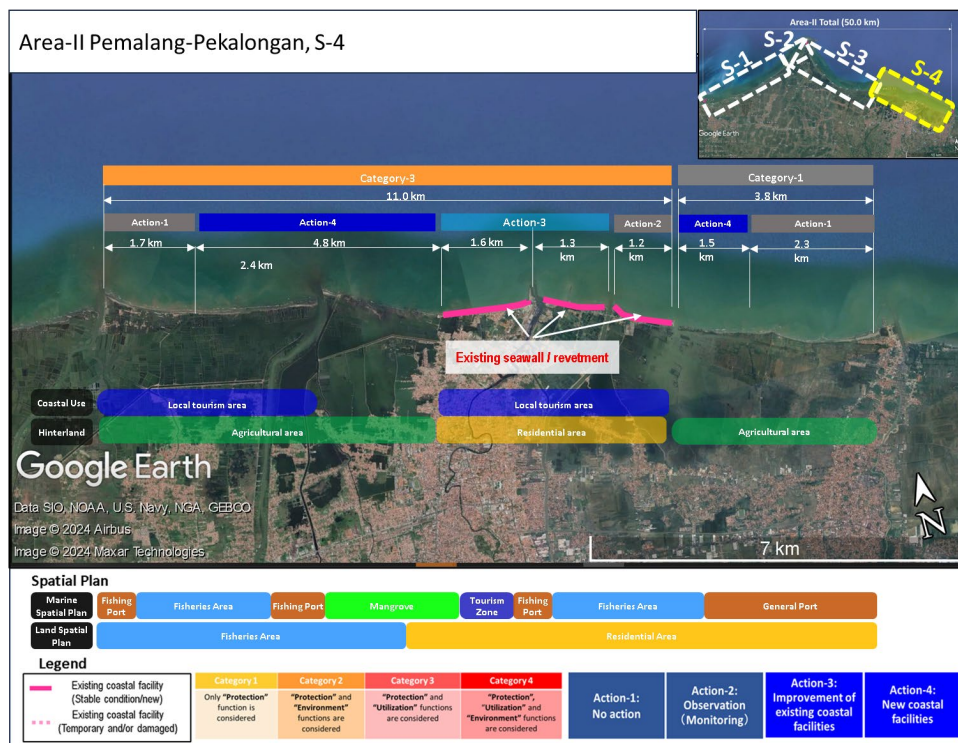 Area-II Pemalang-Pekalongan, S-4
Area-II Total (50.0 km)
S-1
S-2
S-3
S-4
Google Earth
Category-3
Category-1
11.0 km
3.8 km
Action-1
Action-4
Action-3
Action-2
Action-4
Action-1
1.7 km
4.8 km
1.6 km
1.3
km
1.2
km
1.5
km
2.3
km
2.4 km
Existing seawall / revetment
Coastal Use
Local tourism area
Local tourism area
Hinterland
Agricultural area
Residential area
Agricultural area
Google Earth
Data SIO, NOAA, U.S. Navy, NGA, GEBCO
Image © 2024 Airbus
Image © 2024 Maxar Technologies
N
7 km
Spatial Plan
Marine
Spatial Plan
Fishing
Port
Fisheries Area
Fishing Port
Mangrove
Tourism
Zone
Fishing
Port
Fisheries Area
General Port
Land Spatial
Plan
Fisheries Area
Residential Area
Legend
Existing coastal facility
(Stable condition/new)
Existing coastal facility
(Temporary and/or damaged)
Category 1
Only “Protection”
function is
considered
Category 2
“Protection” and
“Environment”
functions are
considered
Category 3
“Protection” and
“Utilization” functions
are considered
Category 4
“Protection”,
“Utilization” and
“Environment” functions
are considered
Action-1:
No action
Action-2:
Observation
(Monitoring)
Action-3:
Improvement of
existing coastal
facilities
Action-4:
New coastal
facilities